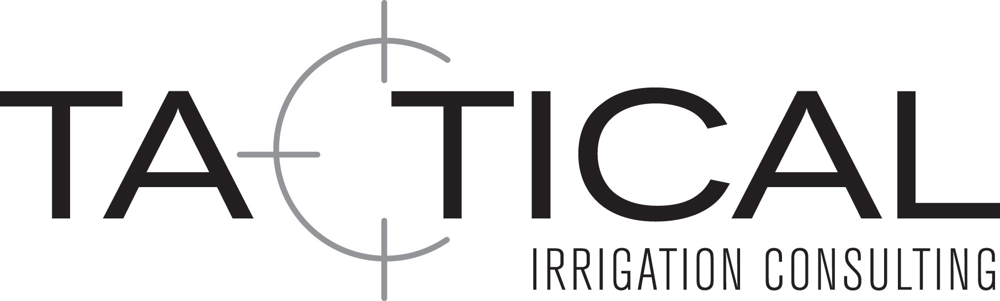 TACTICAL
IRRIGATION CONSULTING